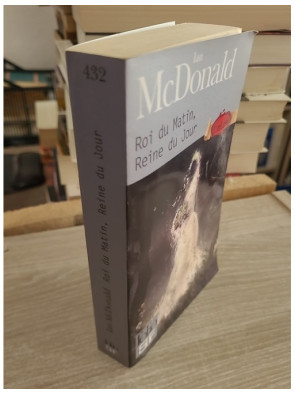 432
Ian McDonald Roi du Matin, Reine du Jour
Ian
McDonald
Roi du Matin,
Reine du Jour